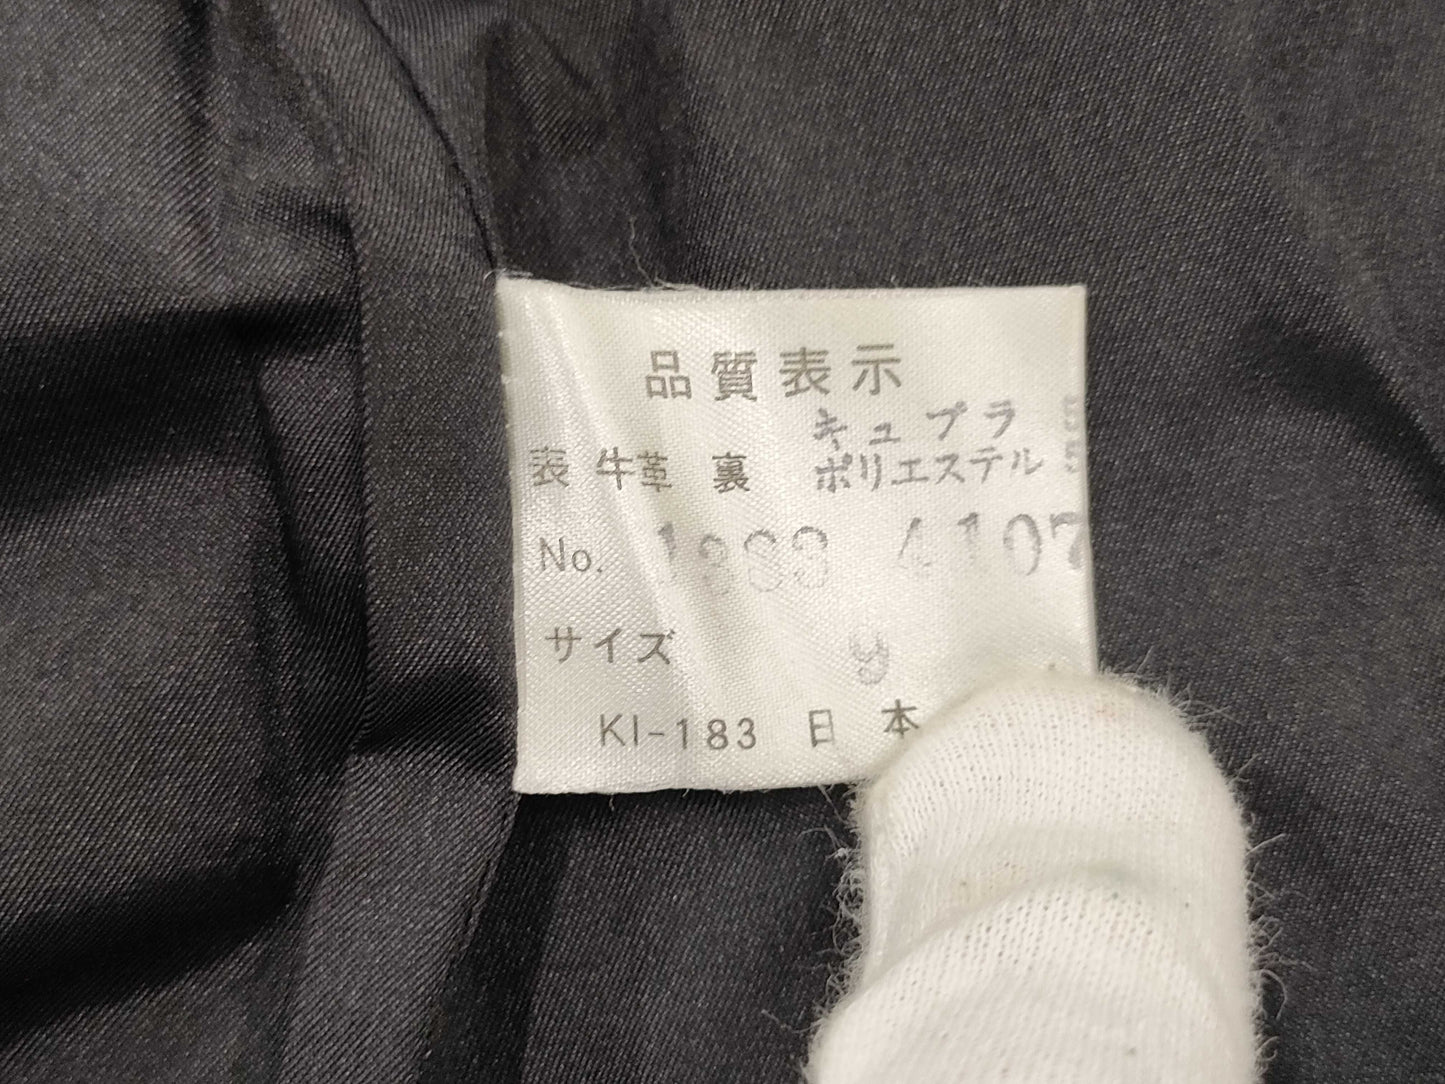 品質表示
キュプラ
表 牛革 裏 ポリエステル
No. 4107
サイズ
KI-183 日本